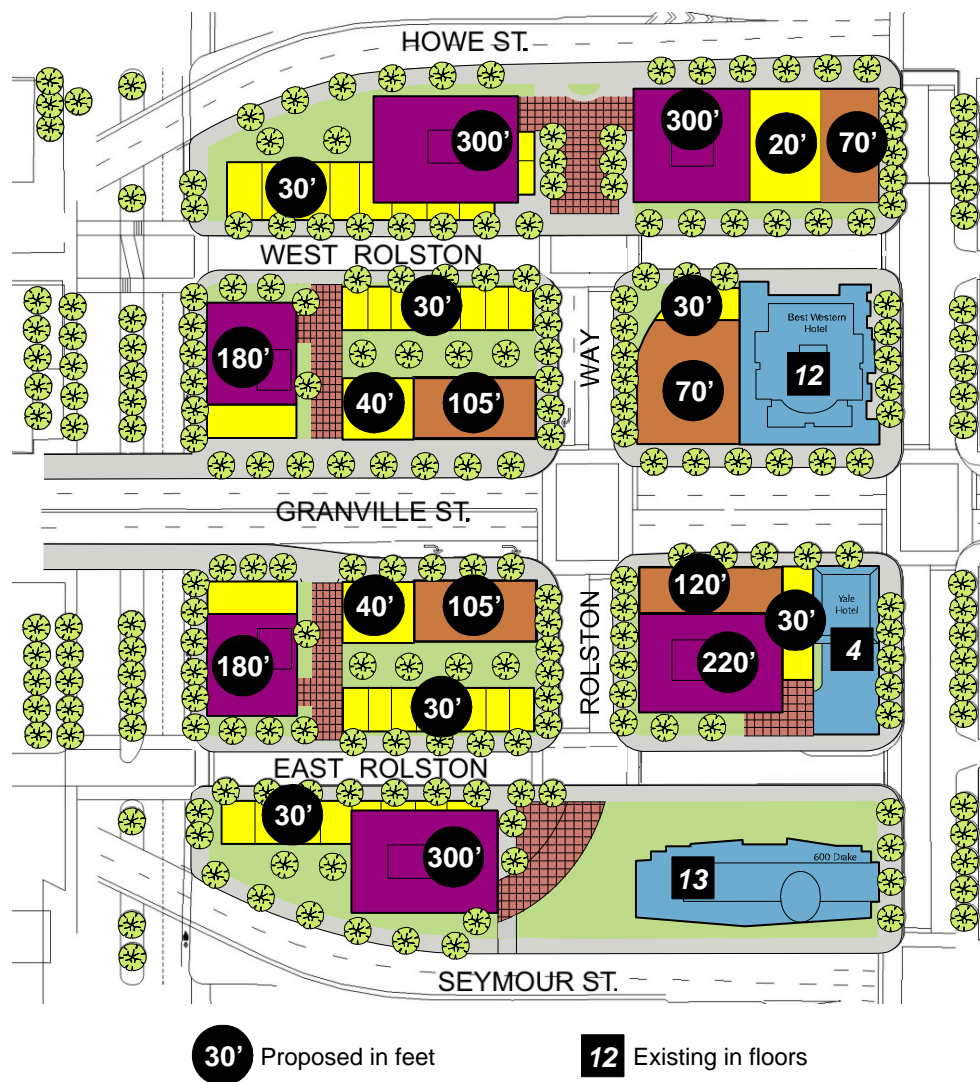 HOWE ST.
300'
300'
20'
70'
30'
WEST ROLSTON
30'
30'
Best Western
Hotel
180'
12
WAY
40'
105'
70'
GRANVILLE ST.
40'
105'
120'
30'
Yale
Hotel
180'
220'
4
ROLSTON
30'
EAST ROLSTON
30'
300'
600 Drake
13
SEYMOUR ST.
30' Proposed in feet
12 Existing in floors